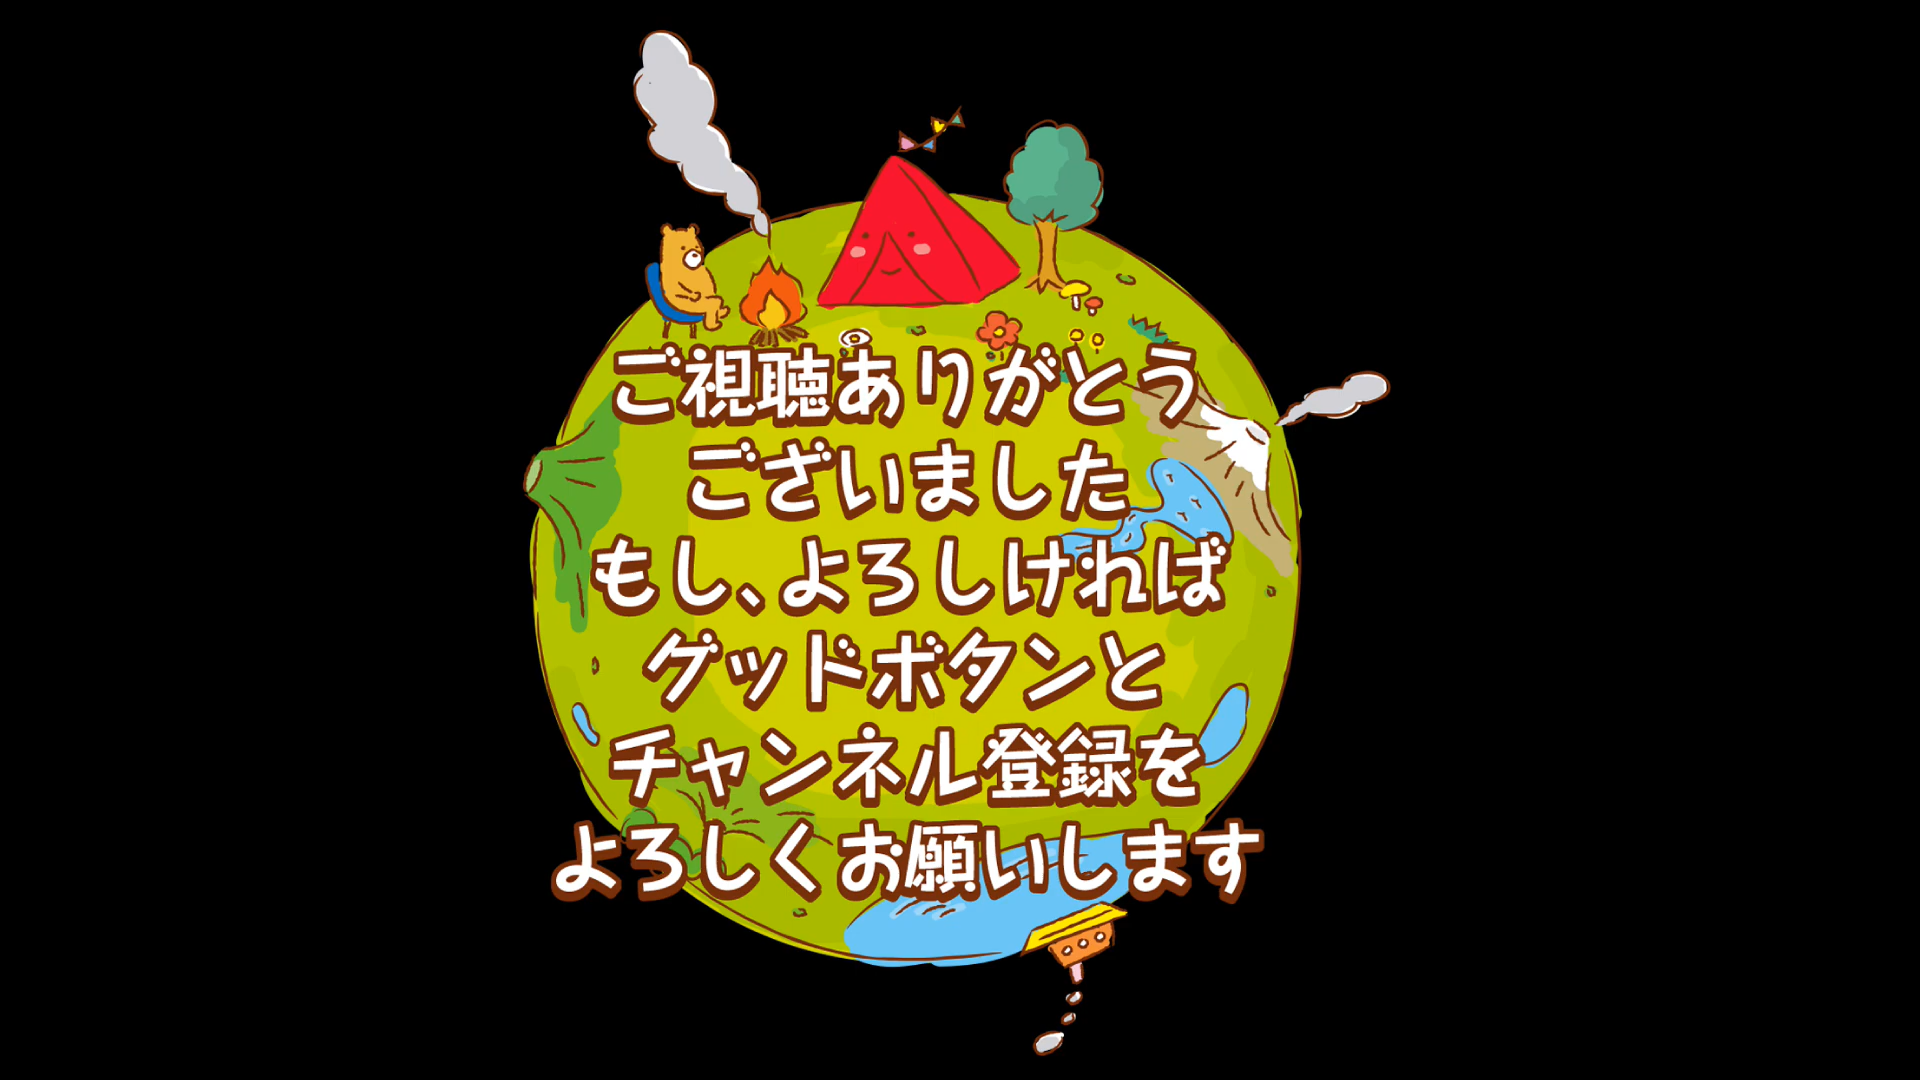 ご視聴ありがとう
ございました
もし、よろしければ
グッドボタンと
チャンネル登録を
よろしくお願いします